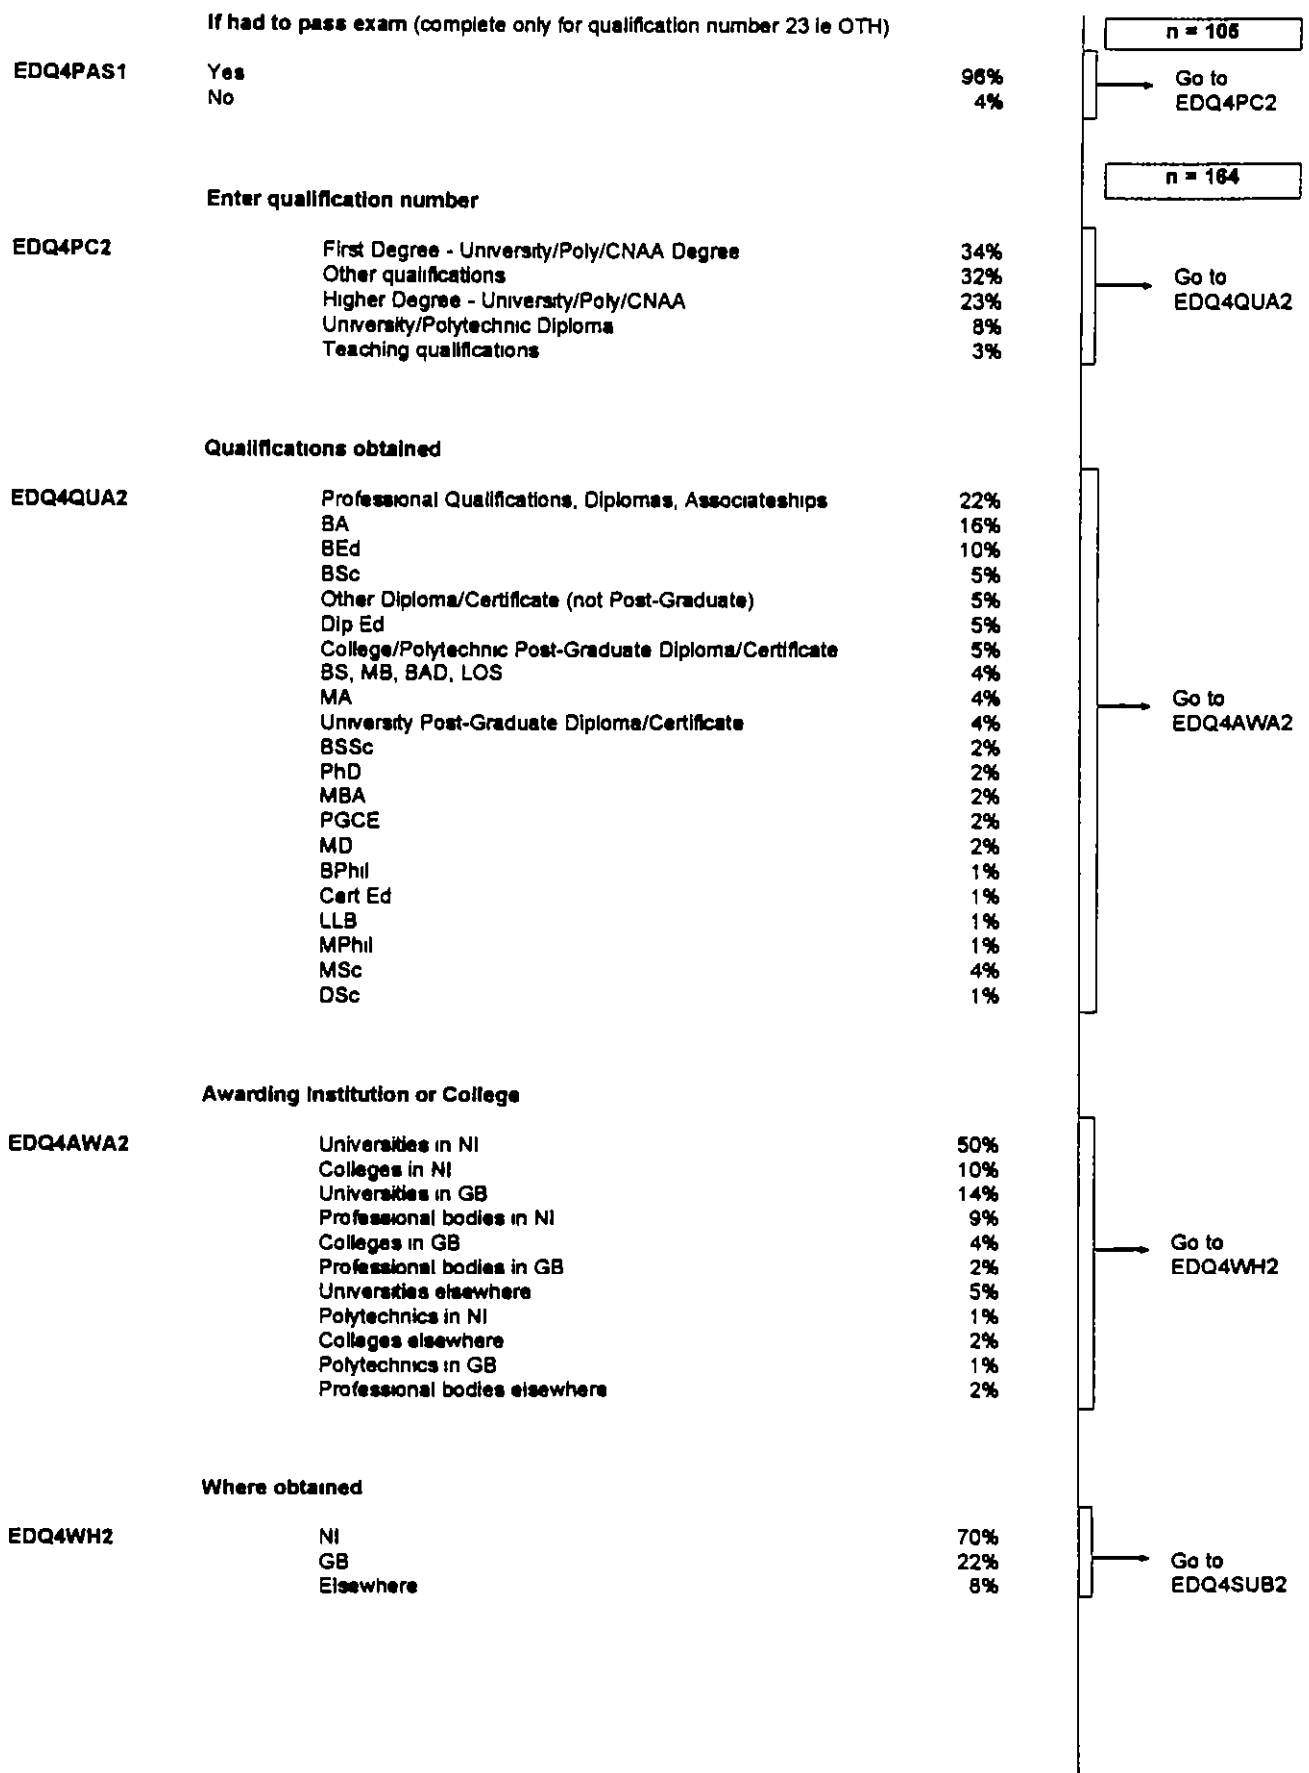 If had to pass exam (complete only for qualification number 23 ie OTH)
n = 105
EDQ4PAS1 Yes 96% Go to
No 4% EDQ4PC2
n = 164
Enter qualification number
EDQ4PC2 First Degree - University/Poly/CNAA Degree 34%
Other qualifications 32% Go to
Higher Degree - University/Poly/CNAA 23% EDQ4QUA2
University/Polytechnic Diploma 8%
Teaching qualifications 3%
Qualifications obtained
EDQ4QUA2 Professional Qualifications, Diplomas, Associateships 22%
BA 16%
BEd 10%
BSc 5%
Other Diploma/Certificate (not Post-Graduate) 5%
Dip Ed 5%
College/Polytechnic Post-Graduate Diploma/Certificate 5%
BS, MB, BAD, LOS 4%
MA 4% Go to
University Post-Graduate Diploma/Certificate 4% EDQ4AWA2
BSSc 2%
PhD 2%
MBA 2%
PGCE 2%
MD 2%
BPhil 1%
Cert Ed 1%
LLB 1%
MPhil 1%
MSc 4%
DSc 1%
Awarding Institution or College
EDQ4AWA2 Universities in NI 50%
Colleges in NI 10%
Universities in GB 14%
Professional bodies in NI 9%
Colleges in GB 4% Go to
Professional bodies in GB 2% EDQ4WH2
Universities elsewhere 5%
Polytechnics in NI 1%
Colleges elsewhere 2%
Polytechnics in GB 1%
Professional bodies elsewhere 2%
Where obtained
EDQ4WH2 NI 70%
GB 22% Go to
Elsewhere 8% EDQ4SUB2